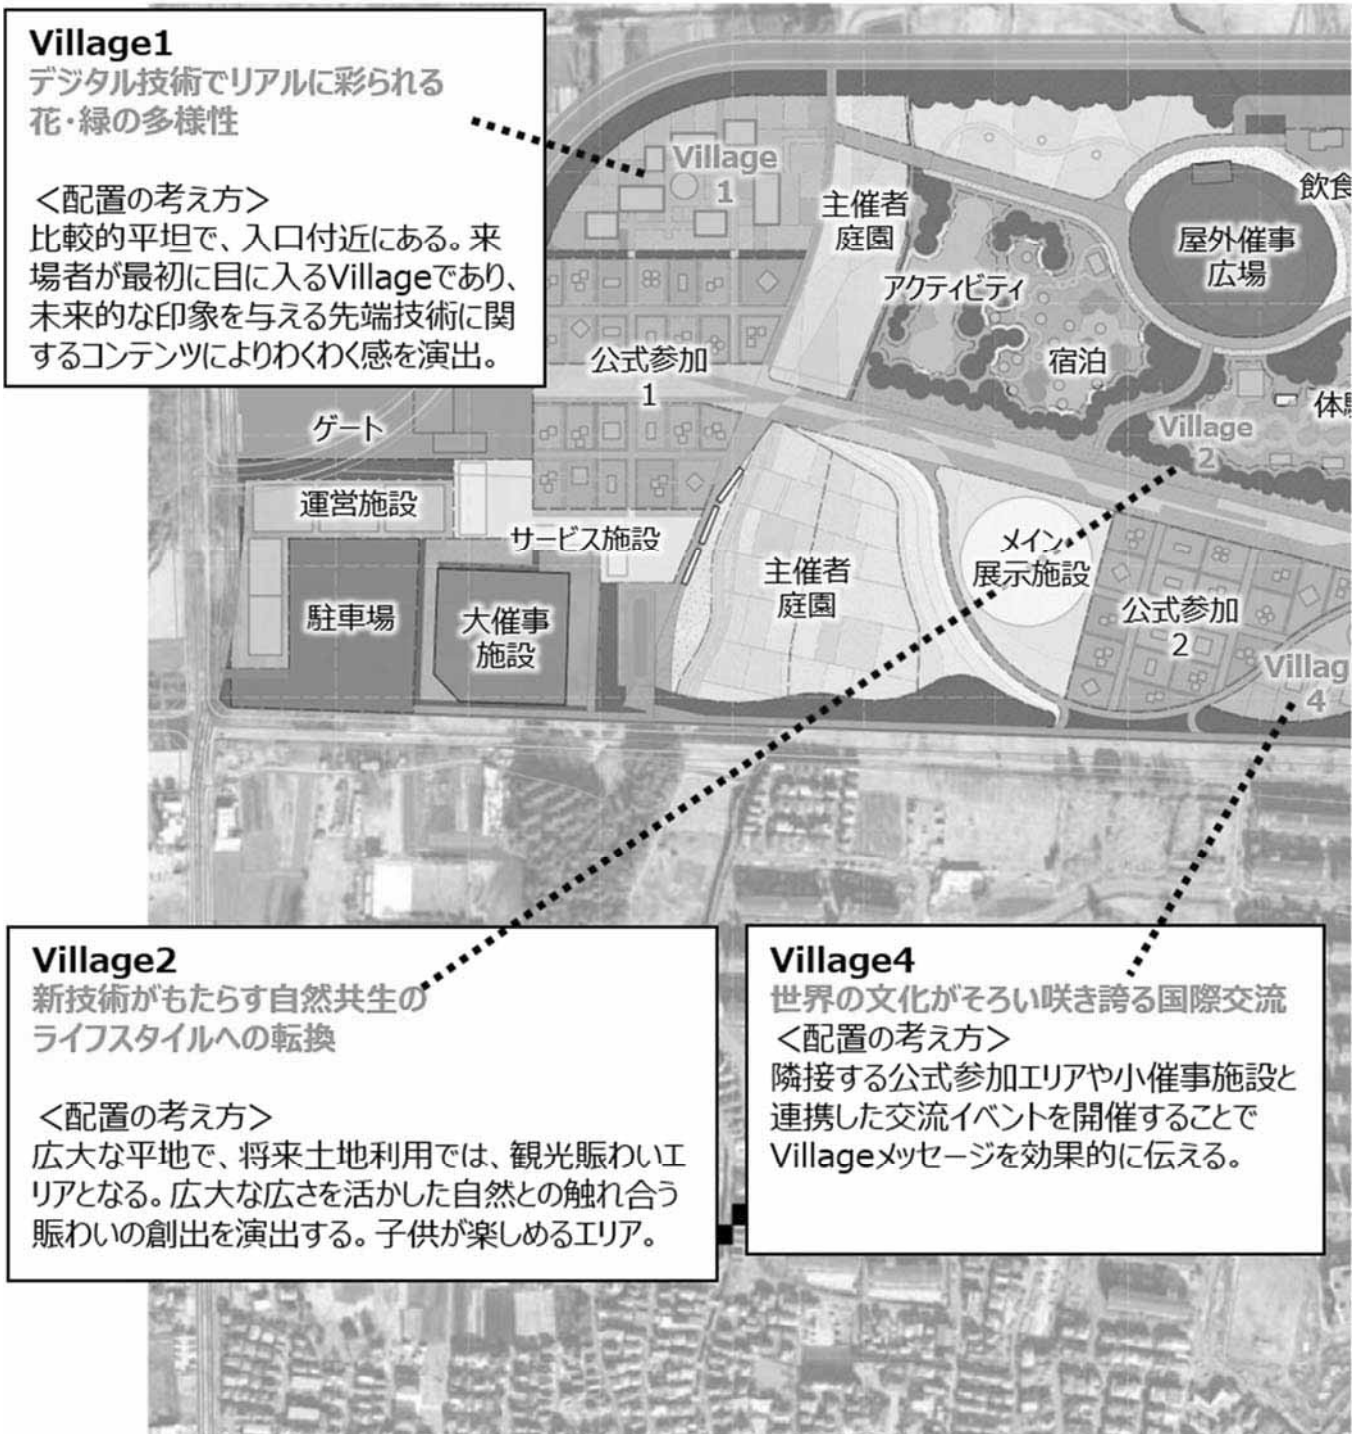 Village1
デジタル技術でリアルに彩られる
花・緑の多様性
＜配置の考え方＞
比較的平坦で、入口付近にある。来
場者が最初に目に入るVillageであり、
未来的な印象を与える先端技術に関
するコンテンツによりわくわく感を演出。
Village
1
主催者
庭園
飲食
屋外催事
広場
アクティビティ
宿泊
公式参加
1
体験
Village
2
ゲート
運営施設
サービス施設
メイン
展示施設
主催者
庭園
駐車場
大催事
施設
公式参加
2
Villag
4
Village2
新技術がもたらす自然共生の
ライフスタイルへの転換
＜配置の考え方＞
広大な平地で、将来土地利用では、観光賑わいエ
リアとなる。広大な広さを活かした自然との触れ合う
賑わいの創出を演出する。子供が楽しめるエリア。
Village4
世界の文化がそろい咲き誇る国際交流
＜配置の考え方＞
隣接する公式参加エリアや小催事施設と
連携した交流イベントを開催することで
Villageメッセージを効果的に伝える。